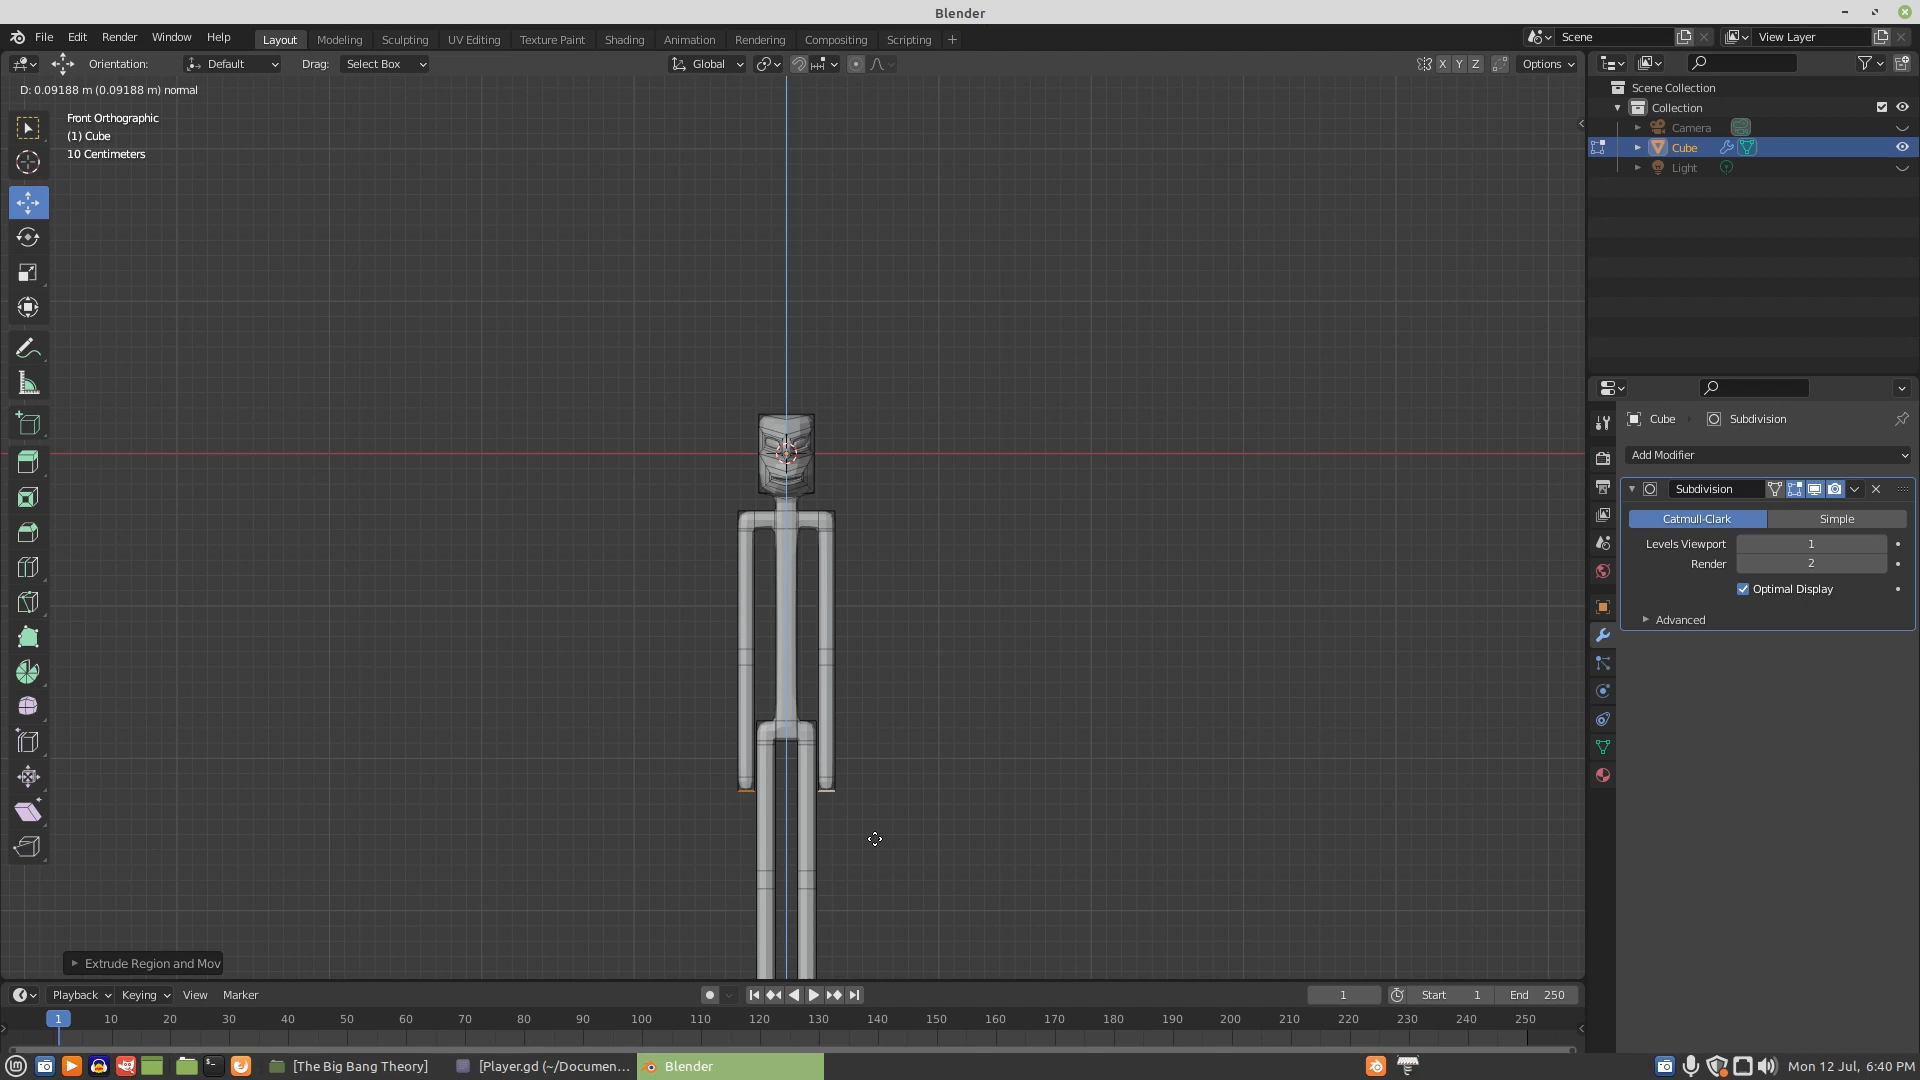 Blender
File Edit Render Window Help Layout Modeling Sculpting UV Editing Texture Paint Shading Animation Rendering Compositing Scripting + Scene View Layer
Orientation: Default Drag: Select Box Global X Y Z Options
D: 0.09188 m (0.09188 m) normal
Front Orthographic
(1) Cube
10 Centimeters
Scene Collection
Collection
Camera
Cube
Light
Cube Subdivision
Add Modifier
Subdivision
Catmull-Clark Simple
Levels Viewport 1
Render 2
Optimal Display
Advanced
Extrude Region and Mov
Playback Keying View Marker 1 Start 1 End 250
1 10 20 30 40 50 60 70 80 90 100 110 120 130 140 150 160 170 180 190 200 210 220 230 240 250
[The Big Bang Theory] [Player.gd (~/Documen... Blender Mon 12 Jul, 6:40 PM